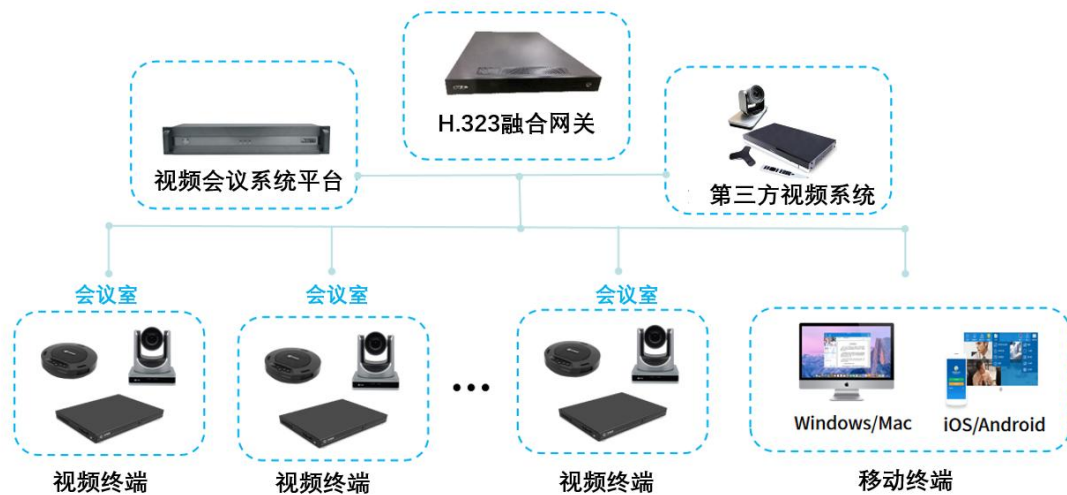 H.323融合网关
视频会议系统平台
第三方视频系统
会议室
会议室
会议室
•••
Windows/Mac
iOS/Android
视频终端
视频终端
视频终端
移动终端